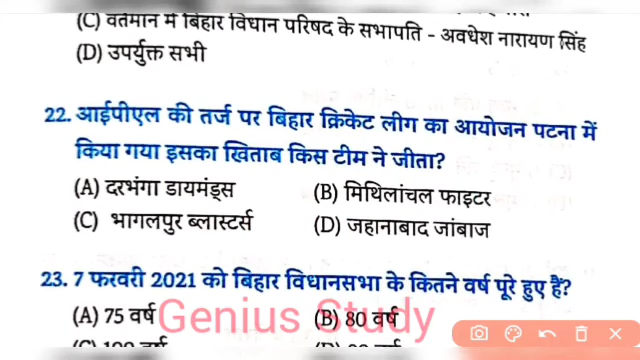 (C) वर्तमान में बिहार विधान परिषद के सभापति - अवधेश नारायण सिंह
(D) उपर्युक्त सभी
22. आईपीएल की तर्ज पर बिहार क्रिकेट लीग का आयोजन पटना में
किया गया इसका खिताब किस टीम ने जीता?
(A) दरभंगा डायमंड्स (B) मिथिलांचल फाइटर
(C) भागलपुर ब्लास्टर्स (D) जहानाबाद जांबाज
23. 7 फरवरी 2021 को बिहार विधानसभा के कितने वर्ष पूरे हुए हैं?
(A) 75 वर्ष (B) 80 वर्ष
Genius Study